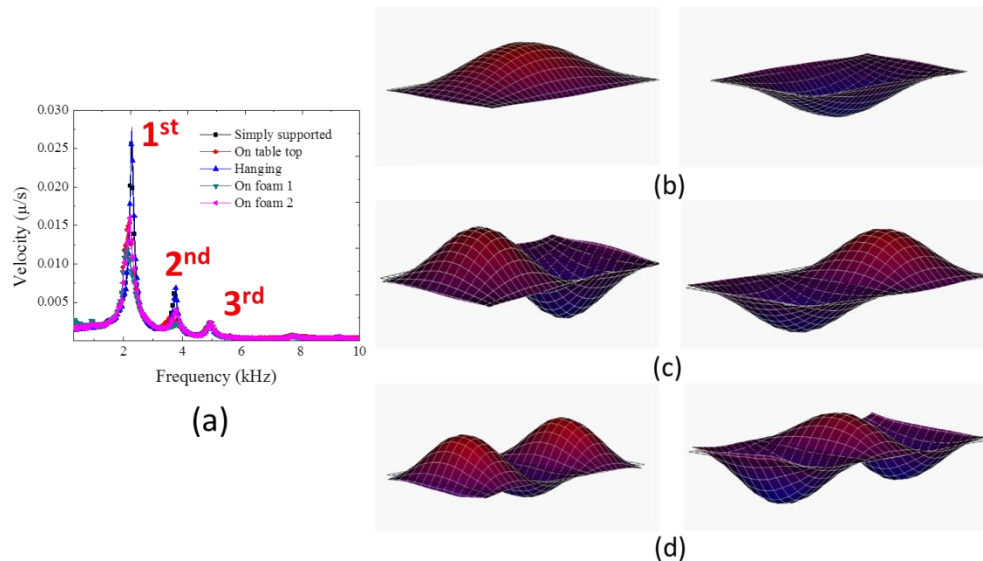 0.030
0.025
0.020
0.015
0.010
0.005
Velocity (μ/s)
1st
2nd
3rd
Simply supported
On table top
Hanging
On foam 1
On foam 2
2 4 6 8 10
Frequency (kHz)
(a)
(b)
(c)
(d)